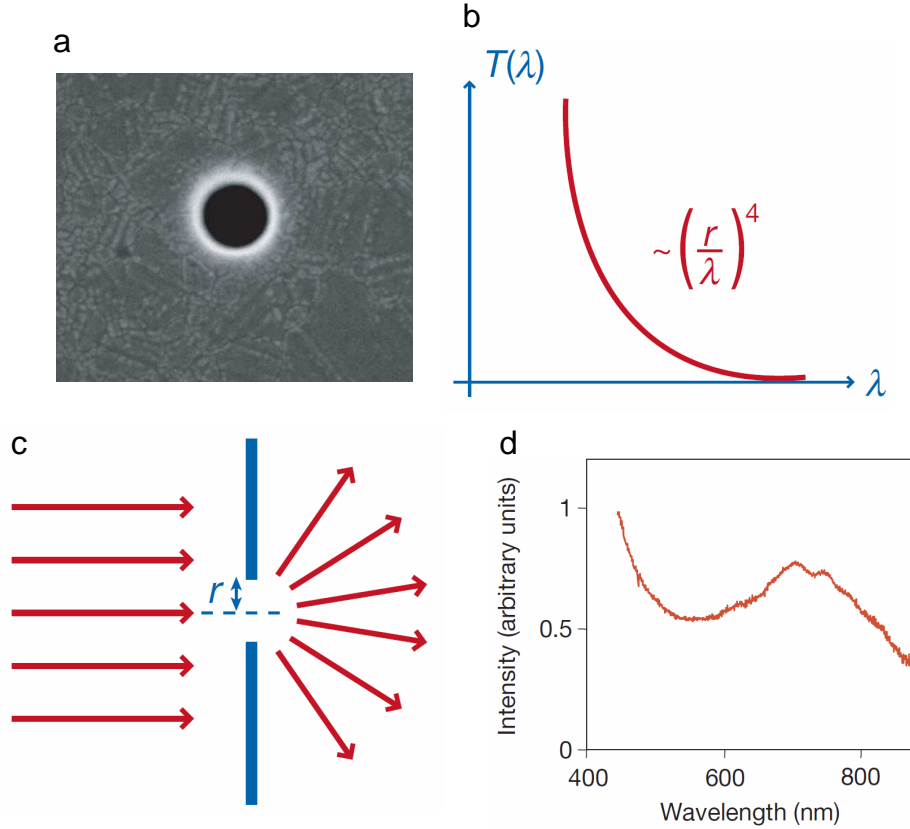 a
b
T(λ)
~ (r/λ)^4
λ
c
r
d
Intensity (arbitrary units)
1
0.5
0
400
600
800
Wavelength (nm)